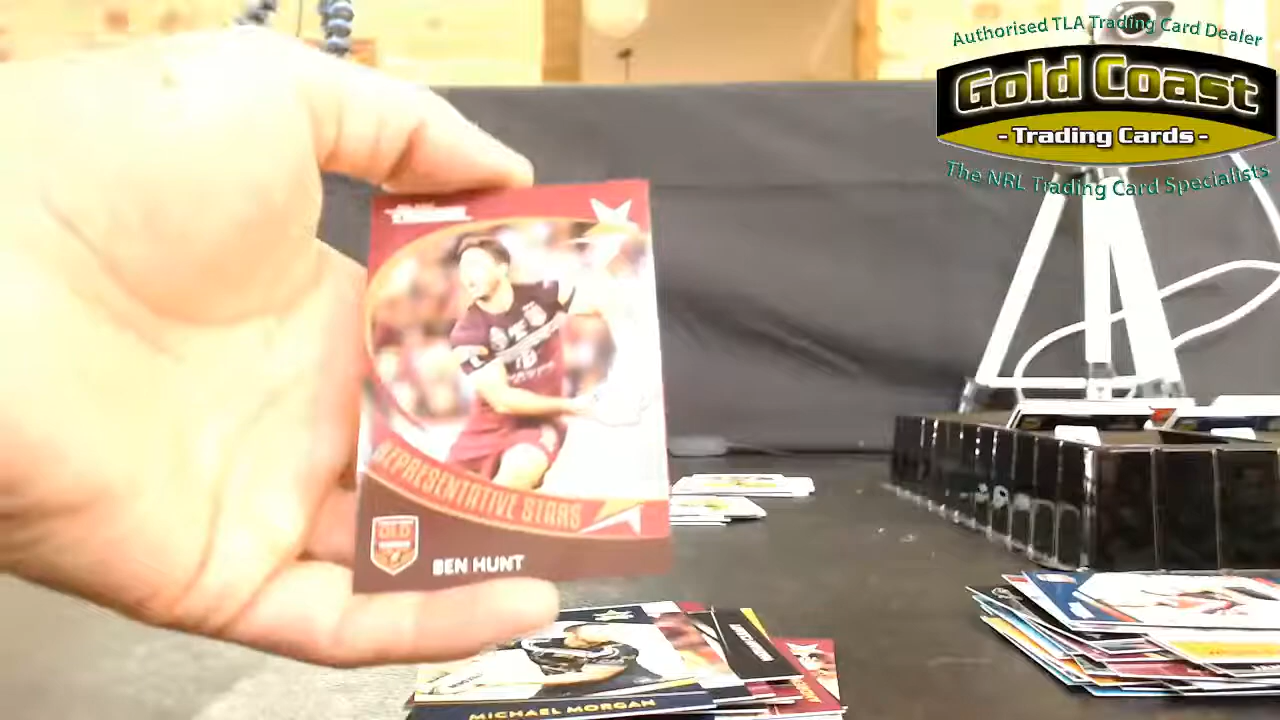 Authorised TLA Trading Card Dealer
Gold Coast
- Trading Cards -
The NRL Trading Card Specialists
REPRESENTATIVE STARS
QLD
BEN HUNT
MICHAEL MORGAN